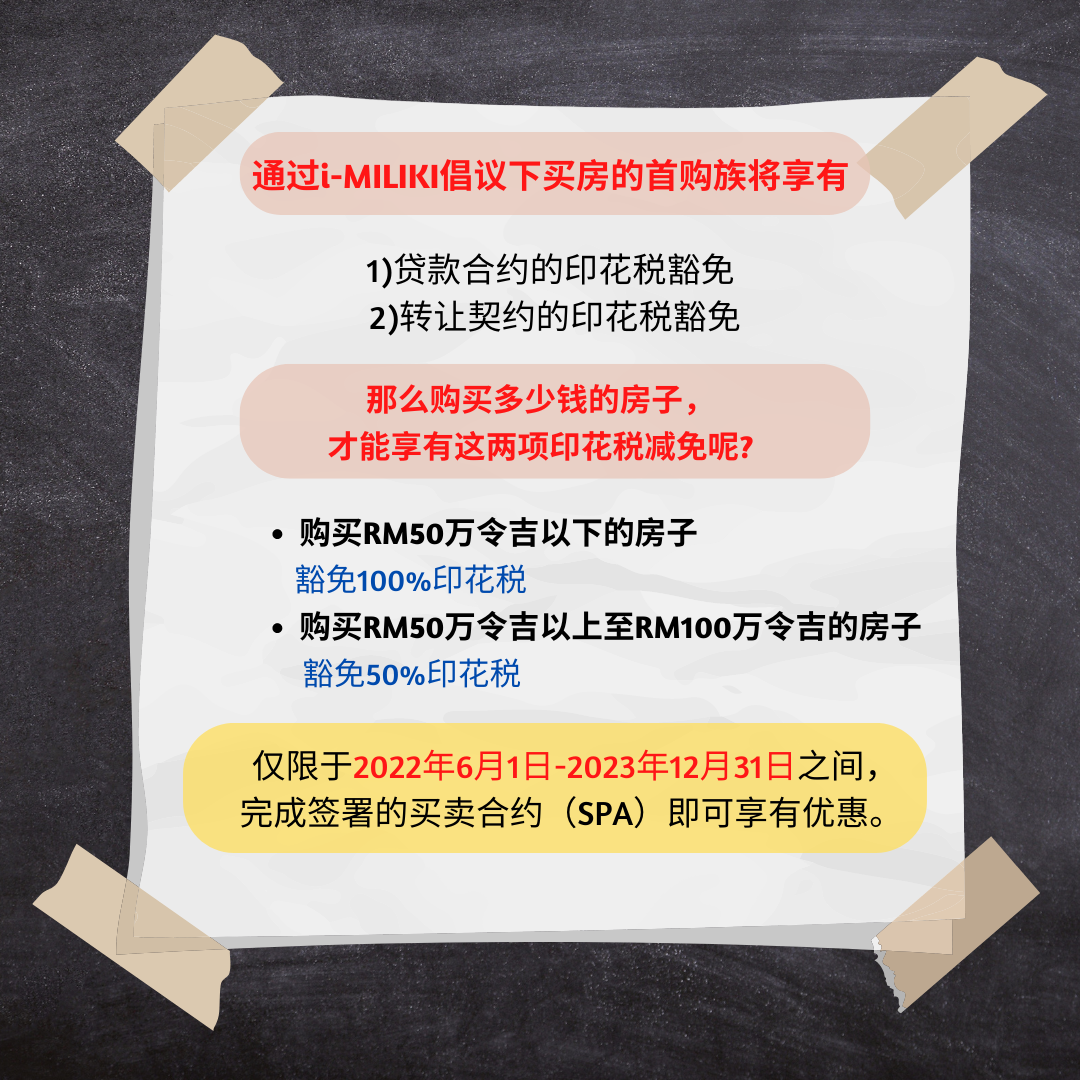 通过i-MILIKI倡议下买房的首购族将享有
1)贷款合约的印花税豁免
2)转让契约的印花税豁免
那么购买多少钱的房子，
才能享有这两项印花税减免呢?
• 购买RM50万令吉以下的房子
豁免100%印花税
• 购买RM50万令吉以上至RM100万令吉的房子
豁免50%印花税
仅限于2022年6月1日-2023年12月31日之间，
完成签署的买卖合约（SPA）即可享有优惠。